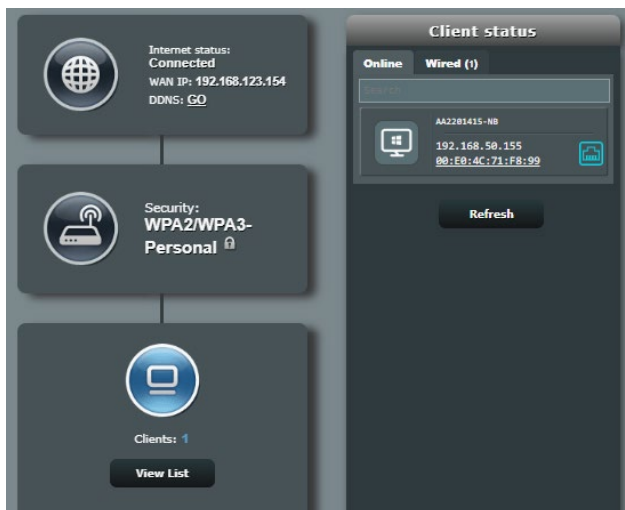 Internet status:
Connected
WAN IP: 192.168.123.154
DDNS: GO
Security:
WPA2/WPA3-
Personal
Clients: 1
View List
Client status
Online Wired (1)
Search
AA2201415-NB
192.168.50.155
00:E0:4C:71:F8:99
Refresh